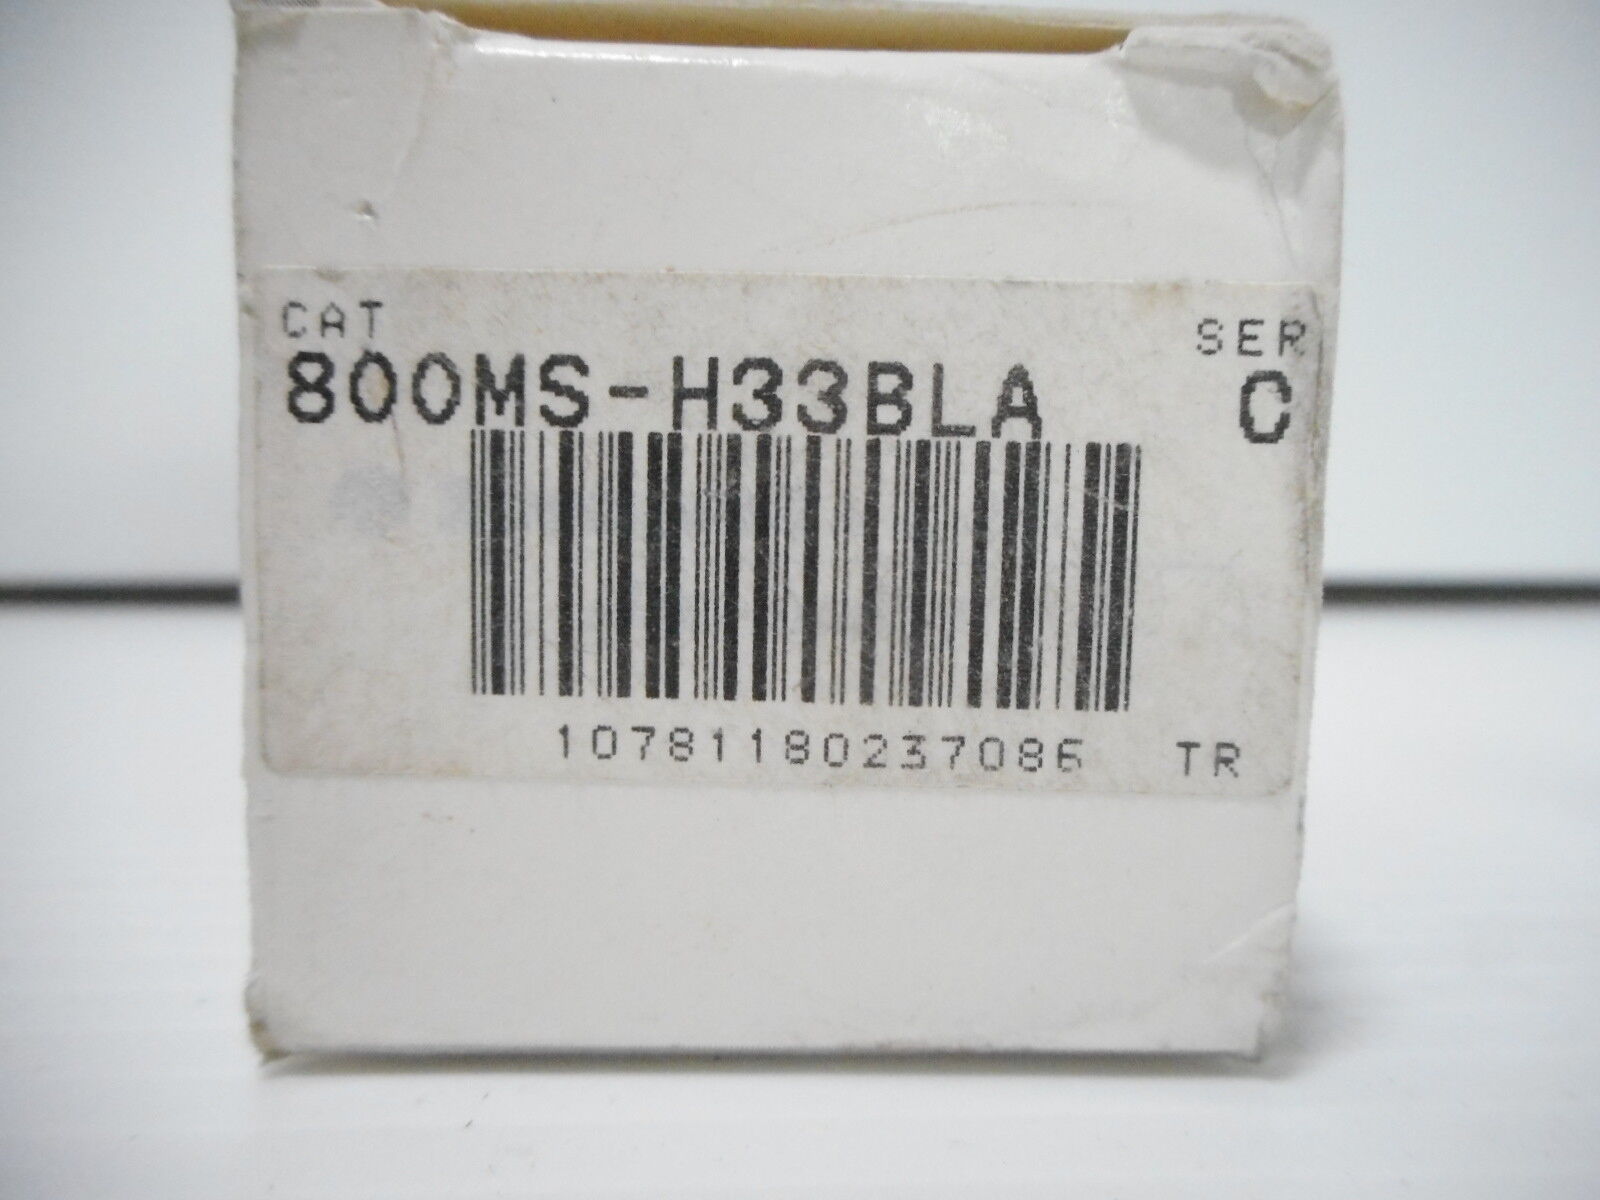 CAT
SER
800MS-H33BLA
C
10781180237086 TR